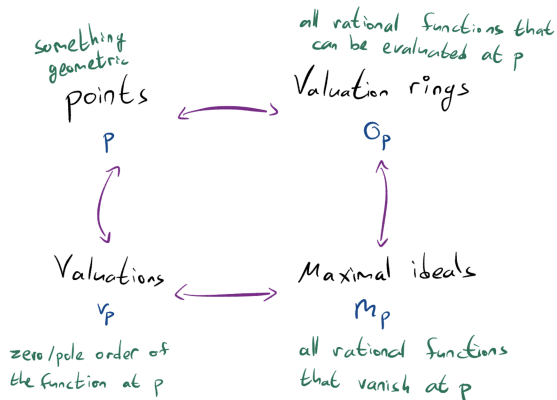 something
geometric
points
p
all rational functions that
can be evaluated at p
Valuation rings
O_p
Valuations
v_p
zero/pole order of
the function at p
Maximal ideals
m_p
all rational functions
that vanish at p